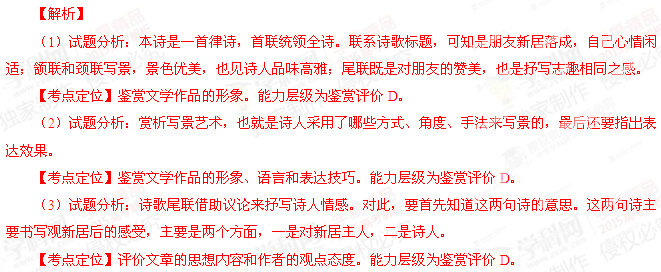 【解析】
（1）试题分析：本诗是一首律诗，首联统领全诗。联系诗歌标题，可知是朋友新居落成，自己心情闲
适；颔联和颈联写景，景色优美，也见诗人品味高雅；尾联既是对朋友的赞美，也是抒写志趣相同之感。
【考点定位】鉴赏文学作品的形象。能力层级为鉴赏评价 D。
（2）试题分析：赏析写景艺术，也就是诗人采用了哪些方式、角度、手法来写景的，最后还要指出表
达效果。
【考点定位】鉴赏文学作品的形象、语言和表达技巧。能力层级为鉴赏评价 D。
（3）试题分析：诗歌尾联借助议论来抒写诗人情感。对此，要首先知道这两句诗的意思。这两句诗主
要书写观新居后的感受，主要是两个方面，一是对新居主人，二是诗人。
【考点定位】评价文章的思想内容和作者的观点态度。能力层级为鉴赏评价 D。